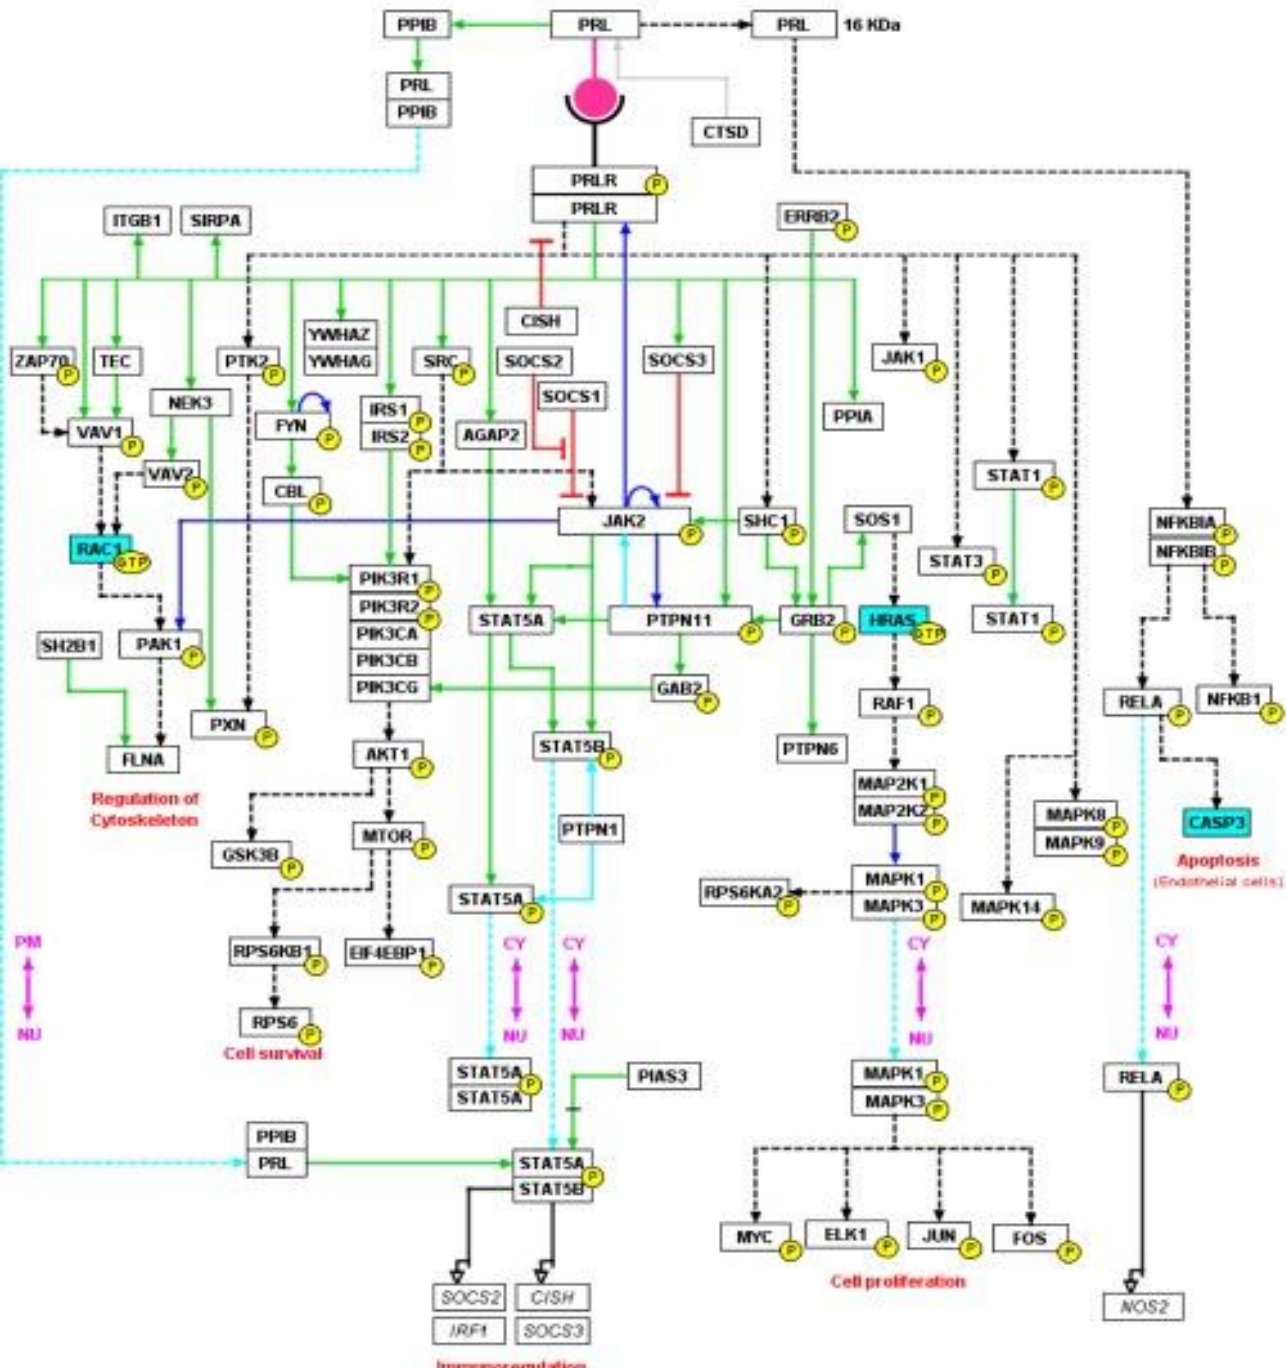 PPIB PRL PRL 16 KDa
PRL
PPIB
CTSD
PRLR P
PRLR
ITGB1 SIRPA ERRB2 P
CISH
YWHAZ
YWHAG
ZAP70 P TEC PTK2 P SRC P SOCS2 SOCS3 JAK1 P
NEK3 IRS1 P SOCS1
IRS2 P
PPIA
VAV1 P FYN P AGAP2
VAV2 P STAT1 P
CBL P
JAK2 P SHC1 P SOS1 NFKBIA P
NFKBIB P
RAC1 GTP STAT3 P
PIK3R1 P
PIK3R2 P
PIK3CA
PIK3CB
PIK3CG
STAT5A PTPN11 P GRB2 P HRAS GTP STAT1 P
SH2B1 PAK1 P
GAB2 P RAF1 P RELA P NFKB1 P
PXN P
FLNA AKT1 P STAT5B P PTPN6
Regulation of
Cytoskeleton
MAP2K1 P
MAP2K2 P
MAPK8 P
MAPK9 P
CASP3
Apoptosis
(Endothelial cells)
MTOR P PTPN1
GSK3B P
MAPK1 P
MAPK3 P
RPS6KA2 P
STAT5A P MAPK14 P
RPS6KB1 P EIF4EBP1 P
PM CY CY CY CY
NU NU NU NU NU
RPS6 P
Cell survival
STAT5A P
STAT5A
PIAS3
MAPK1 P
MAPK3 P
RELA P
PPIB
PRL
STAT5A P
STAT5B
MYC P ELK1 P JUN P FOS P
Cell proliferation
SOCS2 CISH NOS2
IRF1 SOCS3
Immunoregulation